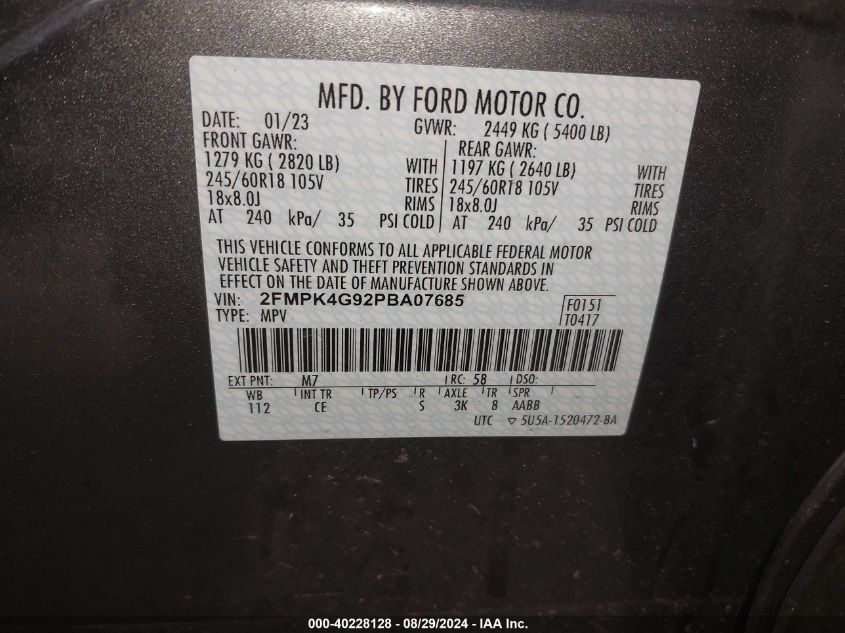 MFD. BY FORD MOTOR CO.
DATE: 01/23 GVWR: 2449 KG ( 5400 LB)
FRONT GAWR: REAR GAWR:
1279 KG ( 2820 LB) WITH 1197 KG ( 2640 LB) WITH
245/60R18 105V TIRES 245/60R18 105V TIRES
18x8.0J RIMS 18x8.0J RIMS
AT 240 kPa/ 35 PSI COLD AT 240 kPa/ 35 PSI COLD
THIS VEHICLE CONFORMS TO ALL APPLICABLE FEDERAL MOTOR
VEHICLE SAFETY AND THEFT PREVENTION STANDARDS IN
EFFECT ON THE DATE OF MANUFACTURE SHOWN ABOVE.
VIN: 2FMPK4G92PBA07685 F0151
TYPE: MPV T0417
EXT PNT: M7 RC: 58 DSO:
WB INT TR TP/PS R AXLE TR SPR
112 CE S 3K 8 AABB
UTC ▽ 5U5A-1520472-BA
000-40228128 - 08/29/2024 - IAA Inc.